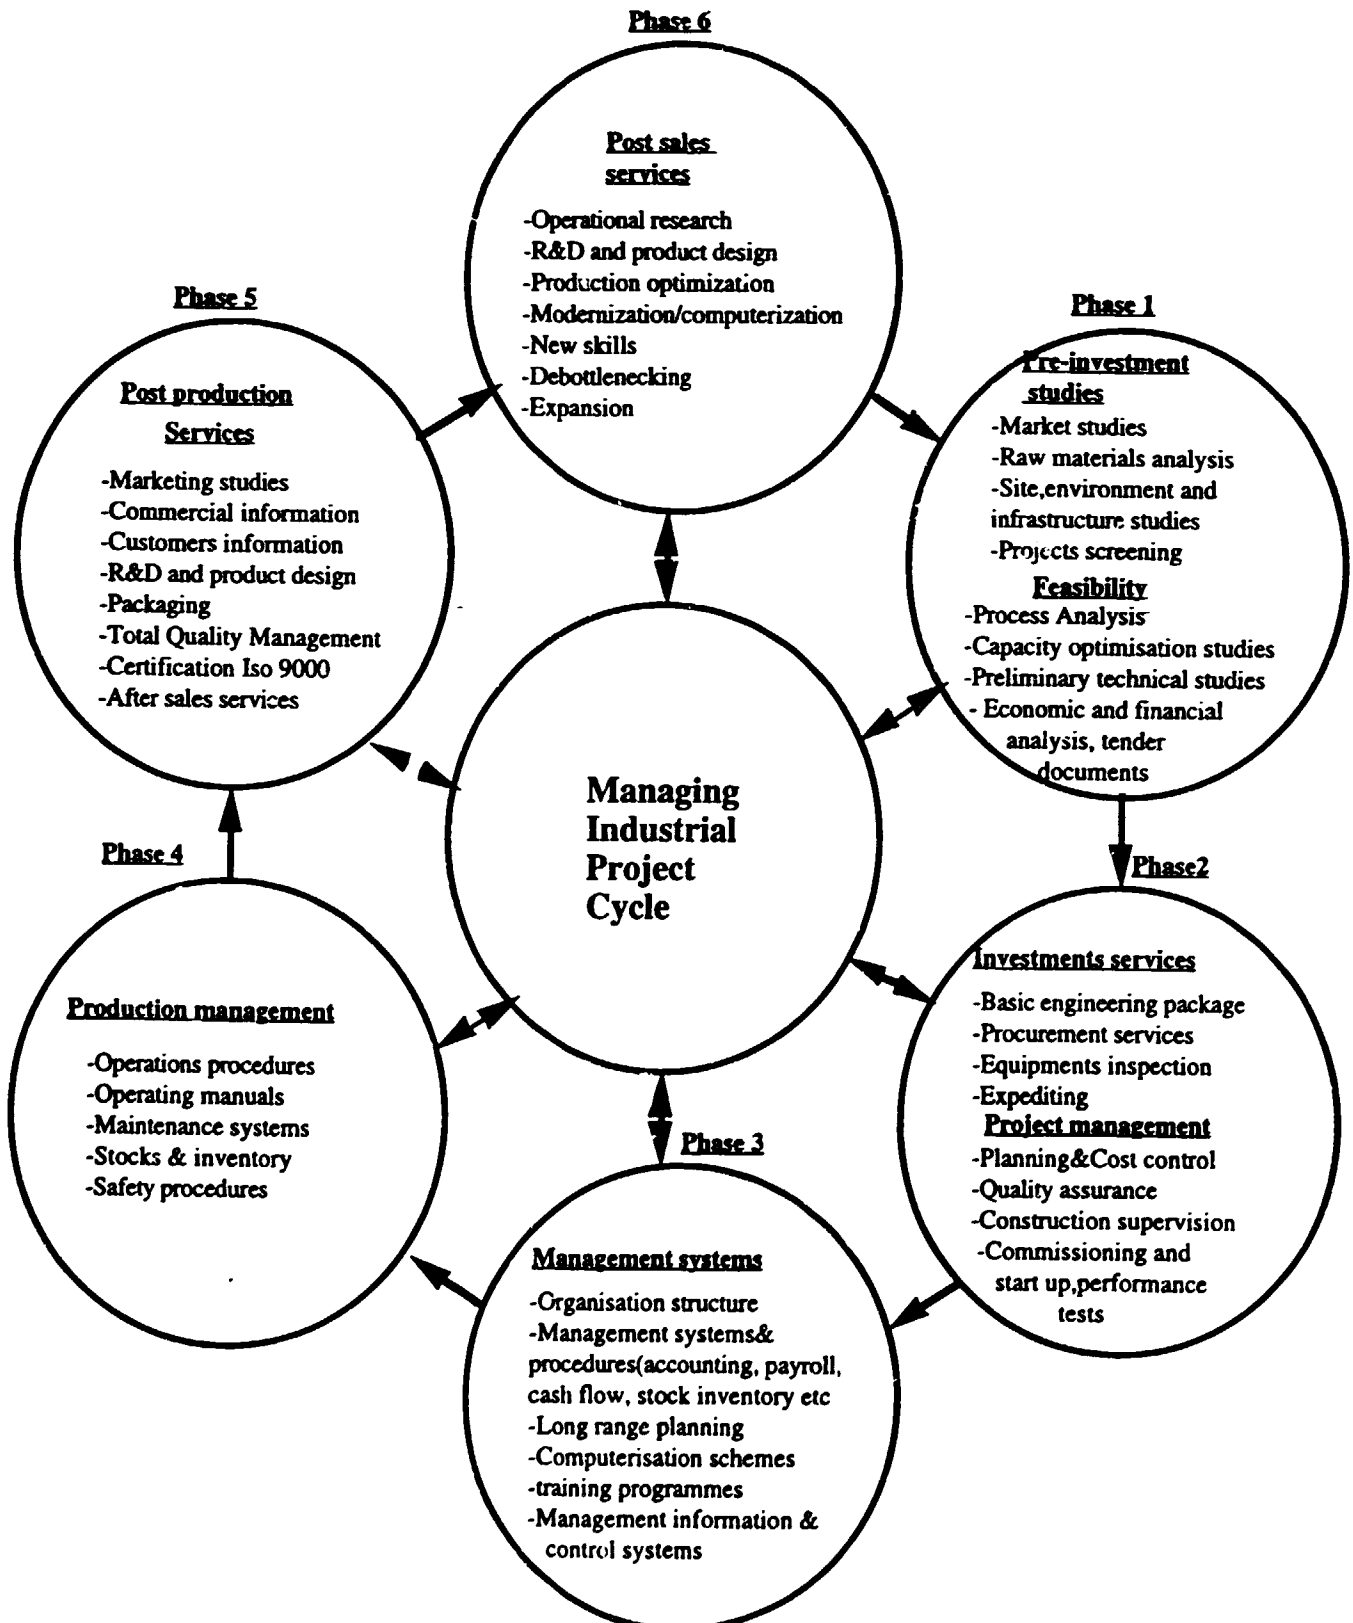 Phase 6
Post sales
services
-Operational research
-R&D and product design
-Production optimization
-Modernization/computerization
-New skills
-Debottlenecking
-Expansion
Phase 1
Pre-investment
studies
-Market studies
-Raw materials analysis
-Site,environment and
infrastructure studies
-Projects screening
Feasibility
-Process Analysis
-Capacity optimisation studies
-Preliminary technical studies
- Economic and financial
analysis, tender
documents
Phase2
Investments services
-Basic engineering package
-Procurement services
-Equipments inspection
-Expediting
Project management
-Planning&Cost control
-Quality assurance
-Construction supervision
-Commissioning and
start up,performance
tests
Phase 3
Management systems
-Organisation structure
-Management systems&
procedures(accounting, payroll,
cash flow, stock inventory etc
-Long range planning
-Computerisation schemes
-training programmes
-Management information &
control systems
Phase 4
Production management
-Operations procedures
-Operating manuals
-Maintenance systems
-Stocks & inventory
-Safety procedures
Phase 5
Post production
Services
-Marketing studies
-Commercial information
-Customers information
-R&D and product design
-Packaging
-Total Quality Management
-Certification Iso 9000
-After sales services
Managing
Industrial
Project
Cycle